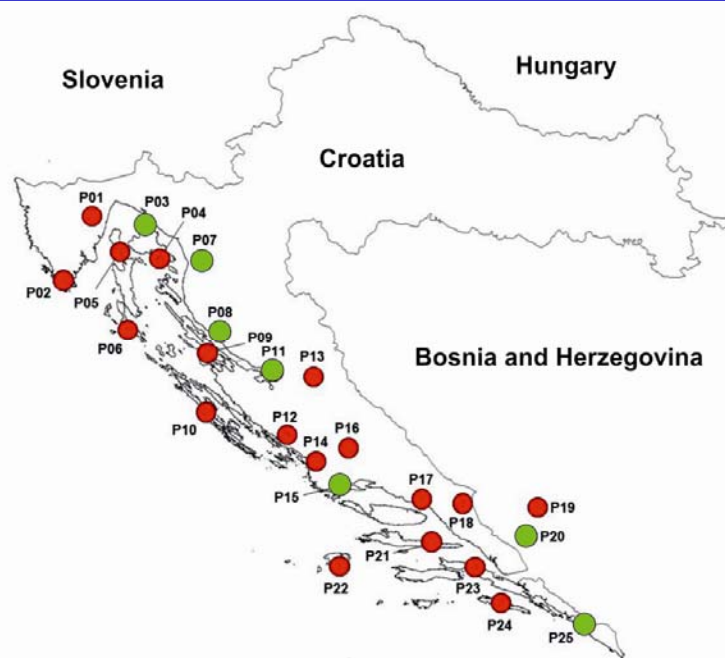 Hungary
Slovenia
Croatia
P01
P03
P04
P07
P02
P05
P06
P08
P09
P11
P13
Bosnia and Herzegovina
P10
P12
P14
P16
P15
P17
P18
P19
P20
P21
P22
P23
P24
P25